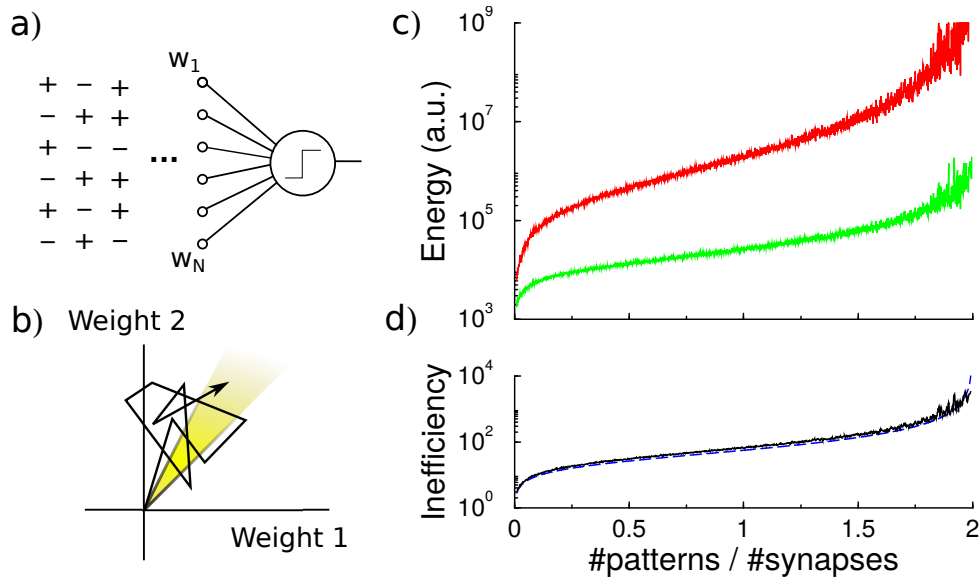 a)
w1
+ − +
− + +
+ − −
...
+ − +
+ − +
− + −
wN
b)
Weight 2
Weight 1
c)
Energy (a.u.)
10^9
10^7
10^5
10^3
d)
Inefficiency
10^4
10^2
10^0
0 0.5 1 1.5 2
#patterns / #synapses